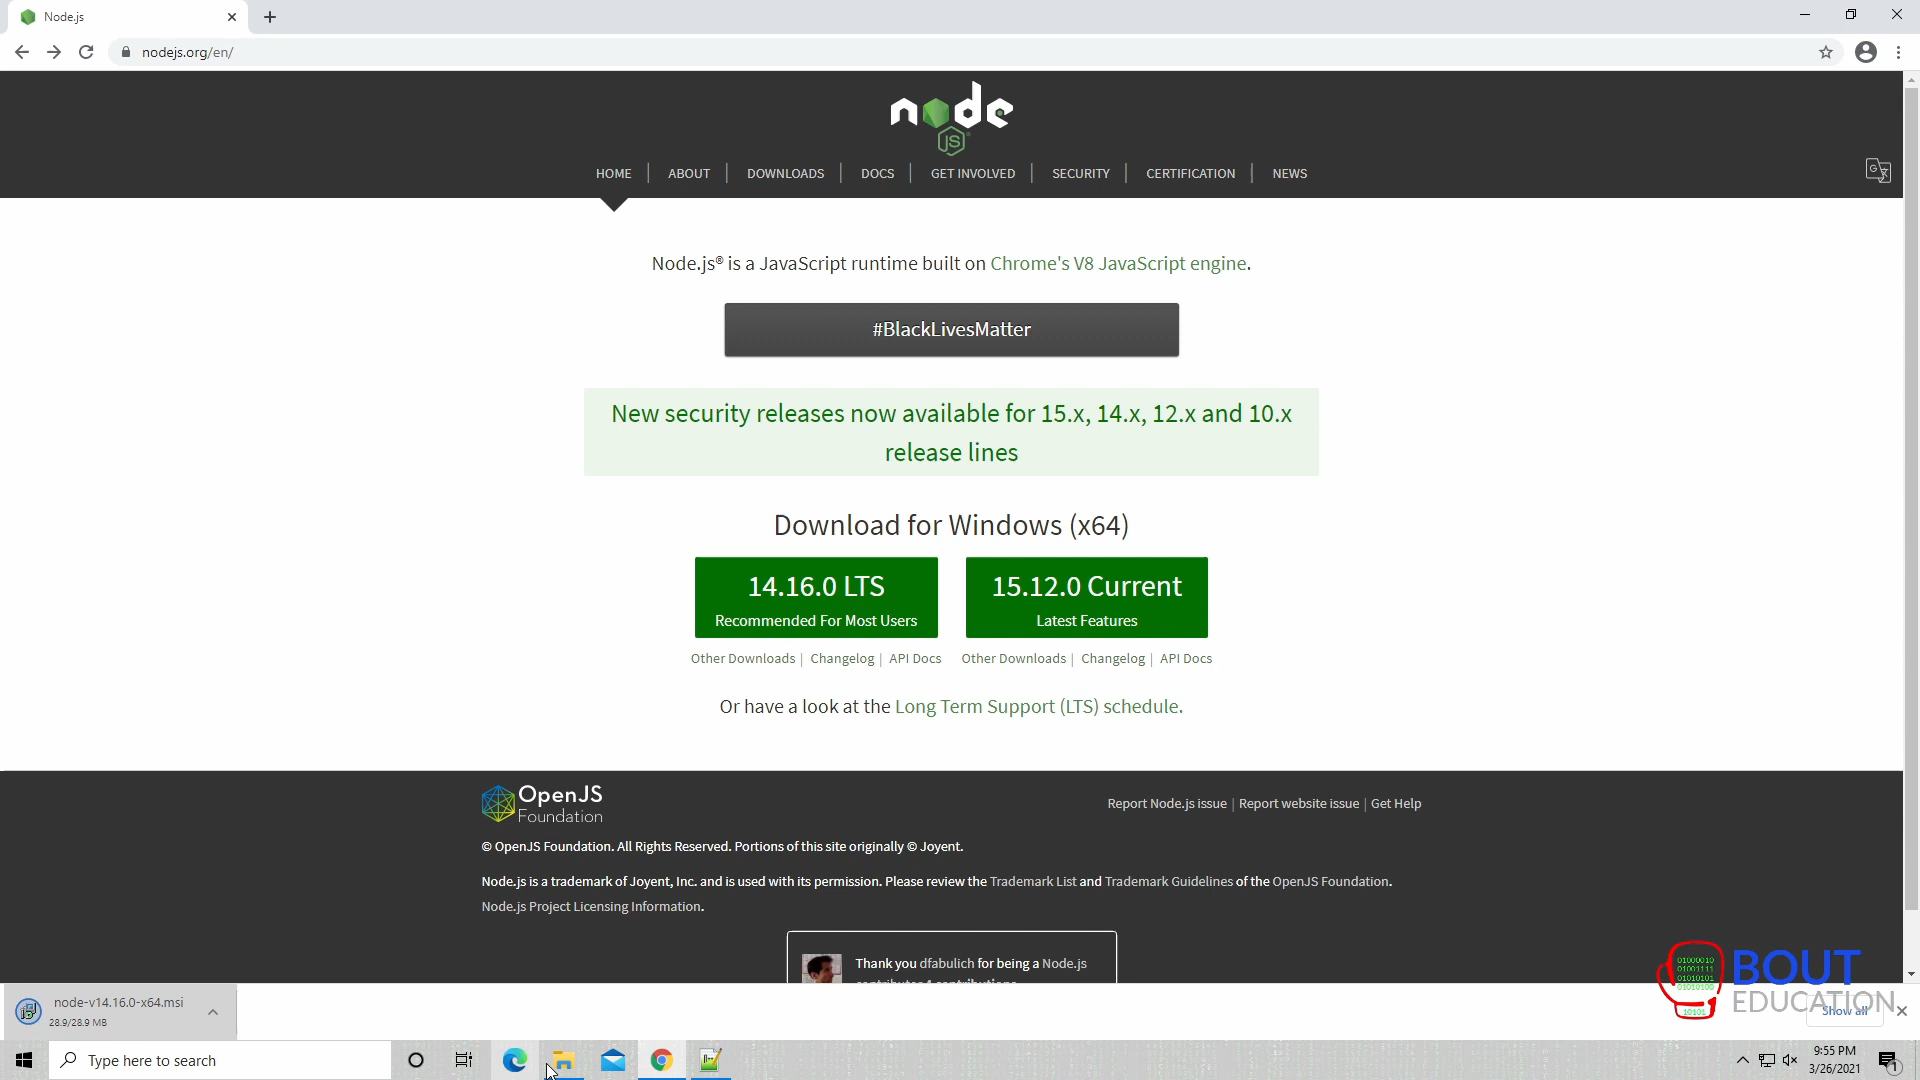 Node.js
nodejs.org/en/
node
JS
HOME | ABOUT | DOWNLOADS | DOCS | GET INVOLVED | SECURITY | CERTIFICATION | NEWS
Node.js® is a JavaScript runtime built on Chrome's V8 JavaScript engine.
#BlackLivesMatter
New security releases now available for 15.x, 14.x, 12.x and 10.x
release lines
Download for Windows (x64)
14.16.0 LTS
Recommended For Most Users
15.12.0 Current
Latest Features
Other Downloads | Changelog | API Docs
Other Downloads | Changelog | API Docs
Or have a look at the Long Term Support (LTS) schedule.
OpenJS
Foundation
Report Node.js issue | Report website issue | Get Help
© OpenJS Foundation. All Rights Reserved. Portions of this site originally © Joyent.
Node.js is a trademark of Joyent, Inc. and is used with its permission. Please review the Trademark List and Trademark Guidelines of the OpenJS Foundation.
Node.js Project Licensing Information.
Thank you dfabulich for being a Node.js
01000010
01001111
01010101
01010100
10101
BOUT
EDUCATION
node-v14.16.0-x64.msi
28.9/28.9 MB
Show all
Type here to search
9:55 PM
3/26/2021
1